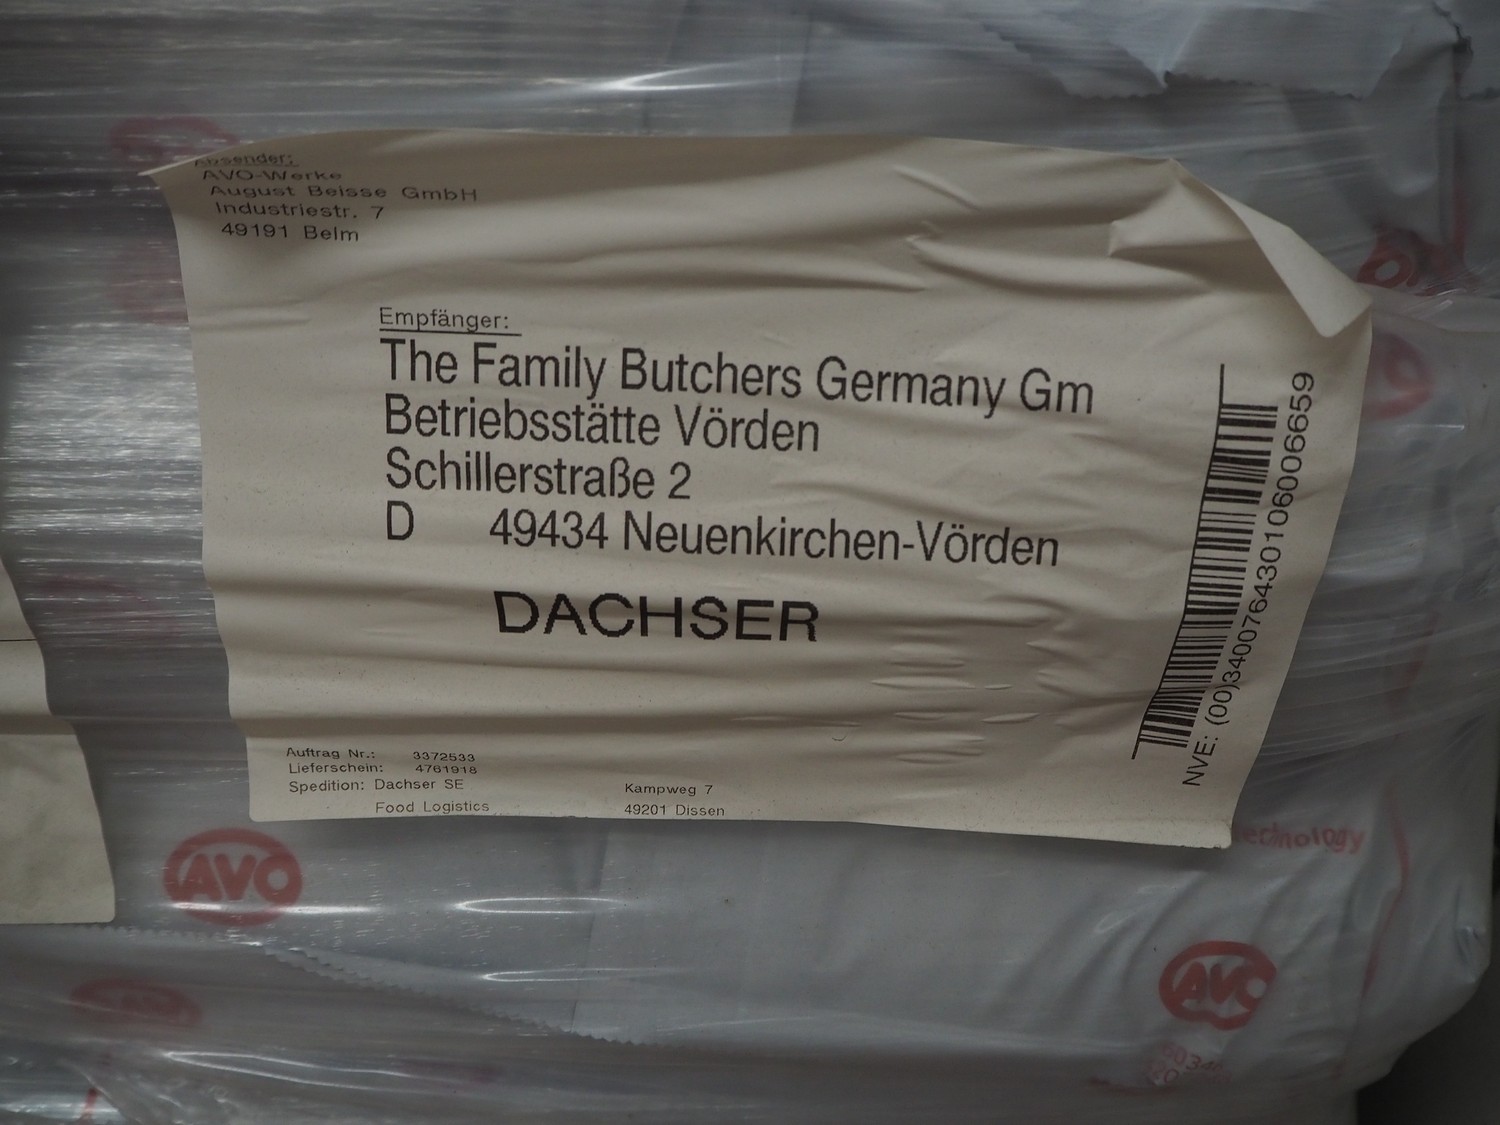 Absender:
AVO-Werke
August Beisse GmbH
Industriestr. 7
49191 Belm
Empfänger:
The Family Butchers Germany Gm
Betriebsstätte Vörden
Schillerstraße 2
D 49434 Neuenkirchen-Vörden
DACHSER
Auftrag Nr.: 3372533
Lieferschein: 4761918
Spedition: Dachser SE Kampweg 7
Food Logistics 49201 Dissen
NVE: (00)340076430106006659
AVO
technology
AVO